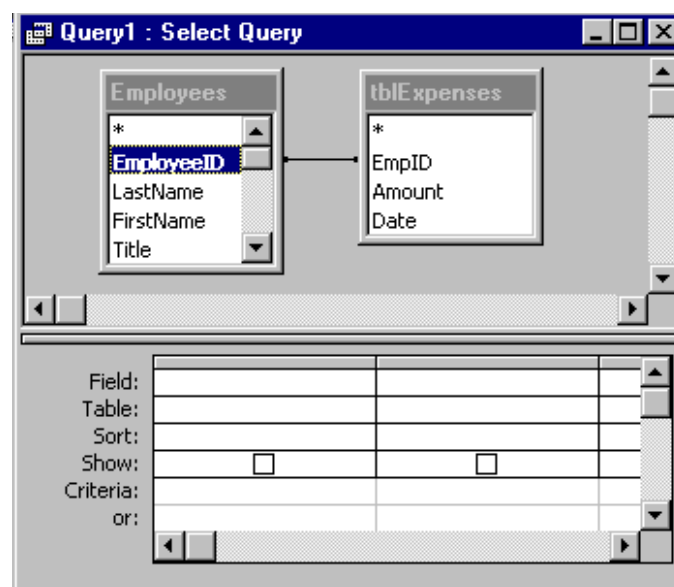 Query1 : Select Query
Employees
*
EmployeeID
LastName
FirstName
Title
tblExpenses
*
EmpID
Amount
Date
Field:
Table:
Sort:
Show:
Criteria:
or: